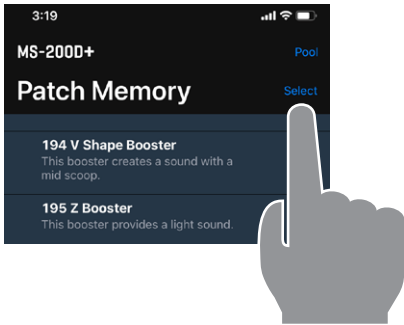 3:19
MS-200D+
Pool
Patch Memory
Select
194 V Shape Booster
This booster creates a sound with a
mid scoop.
195 Z Booster
This booster provides a light sound.